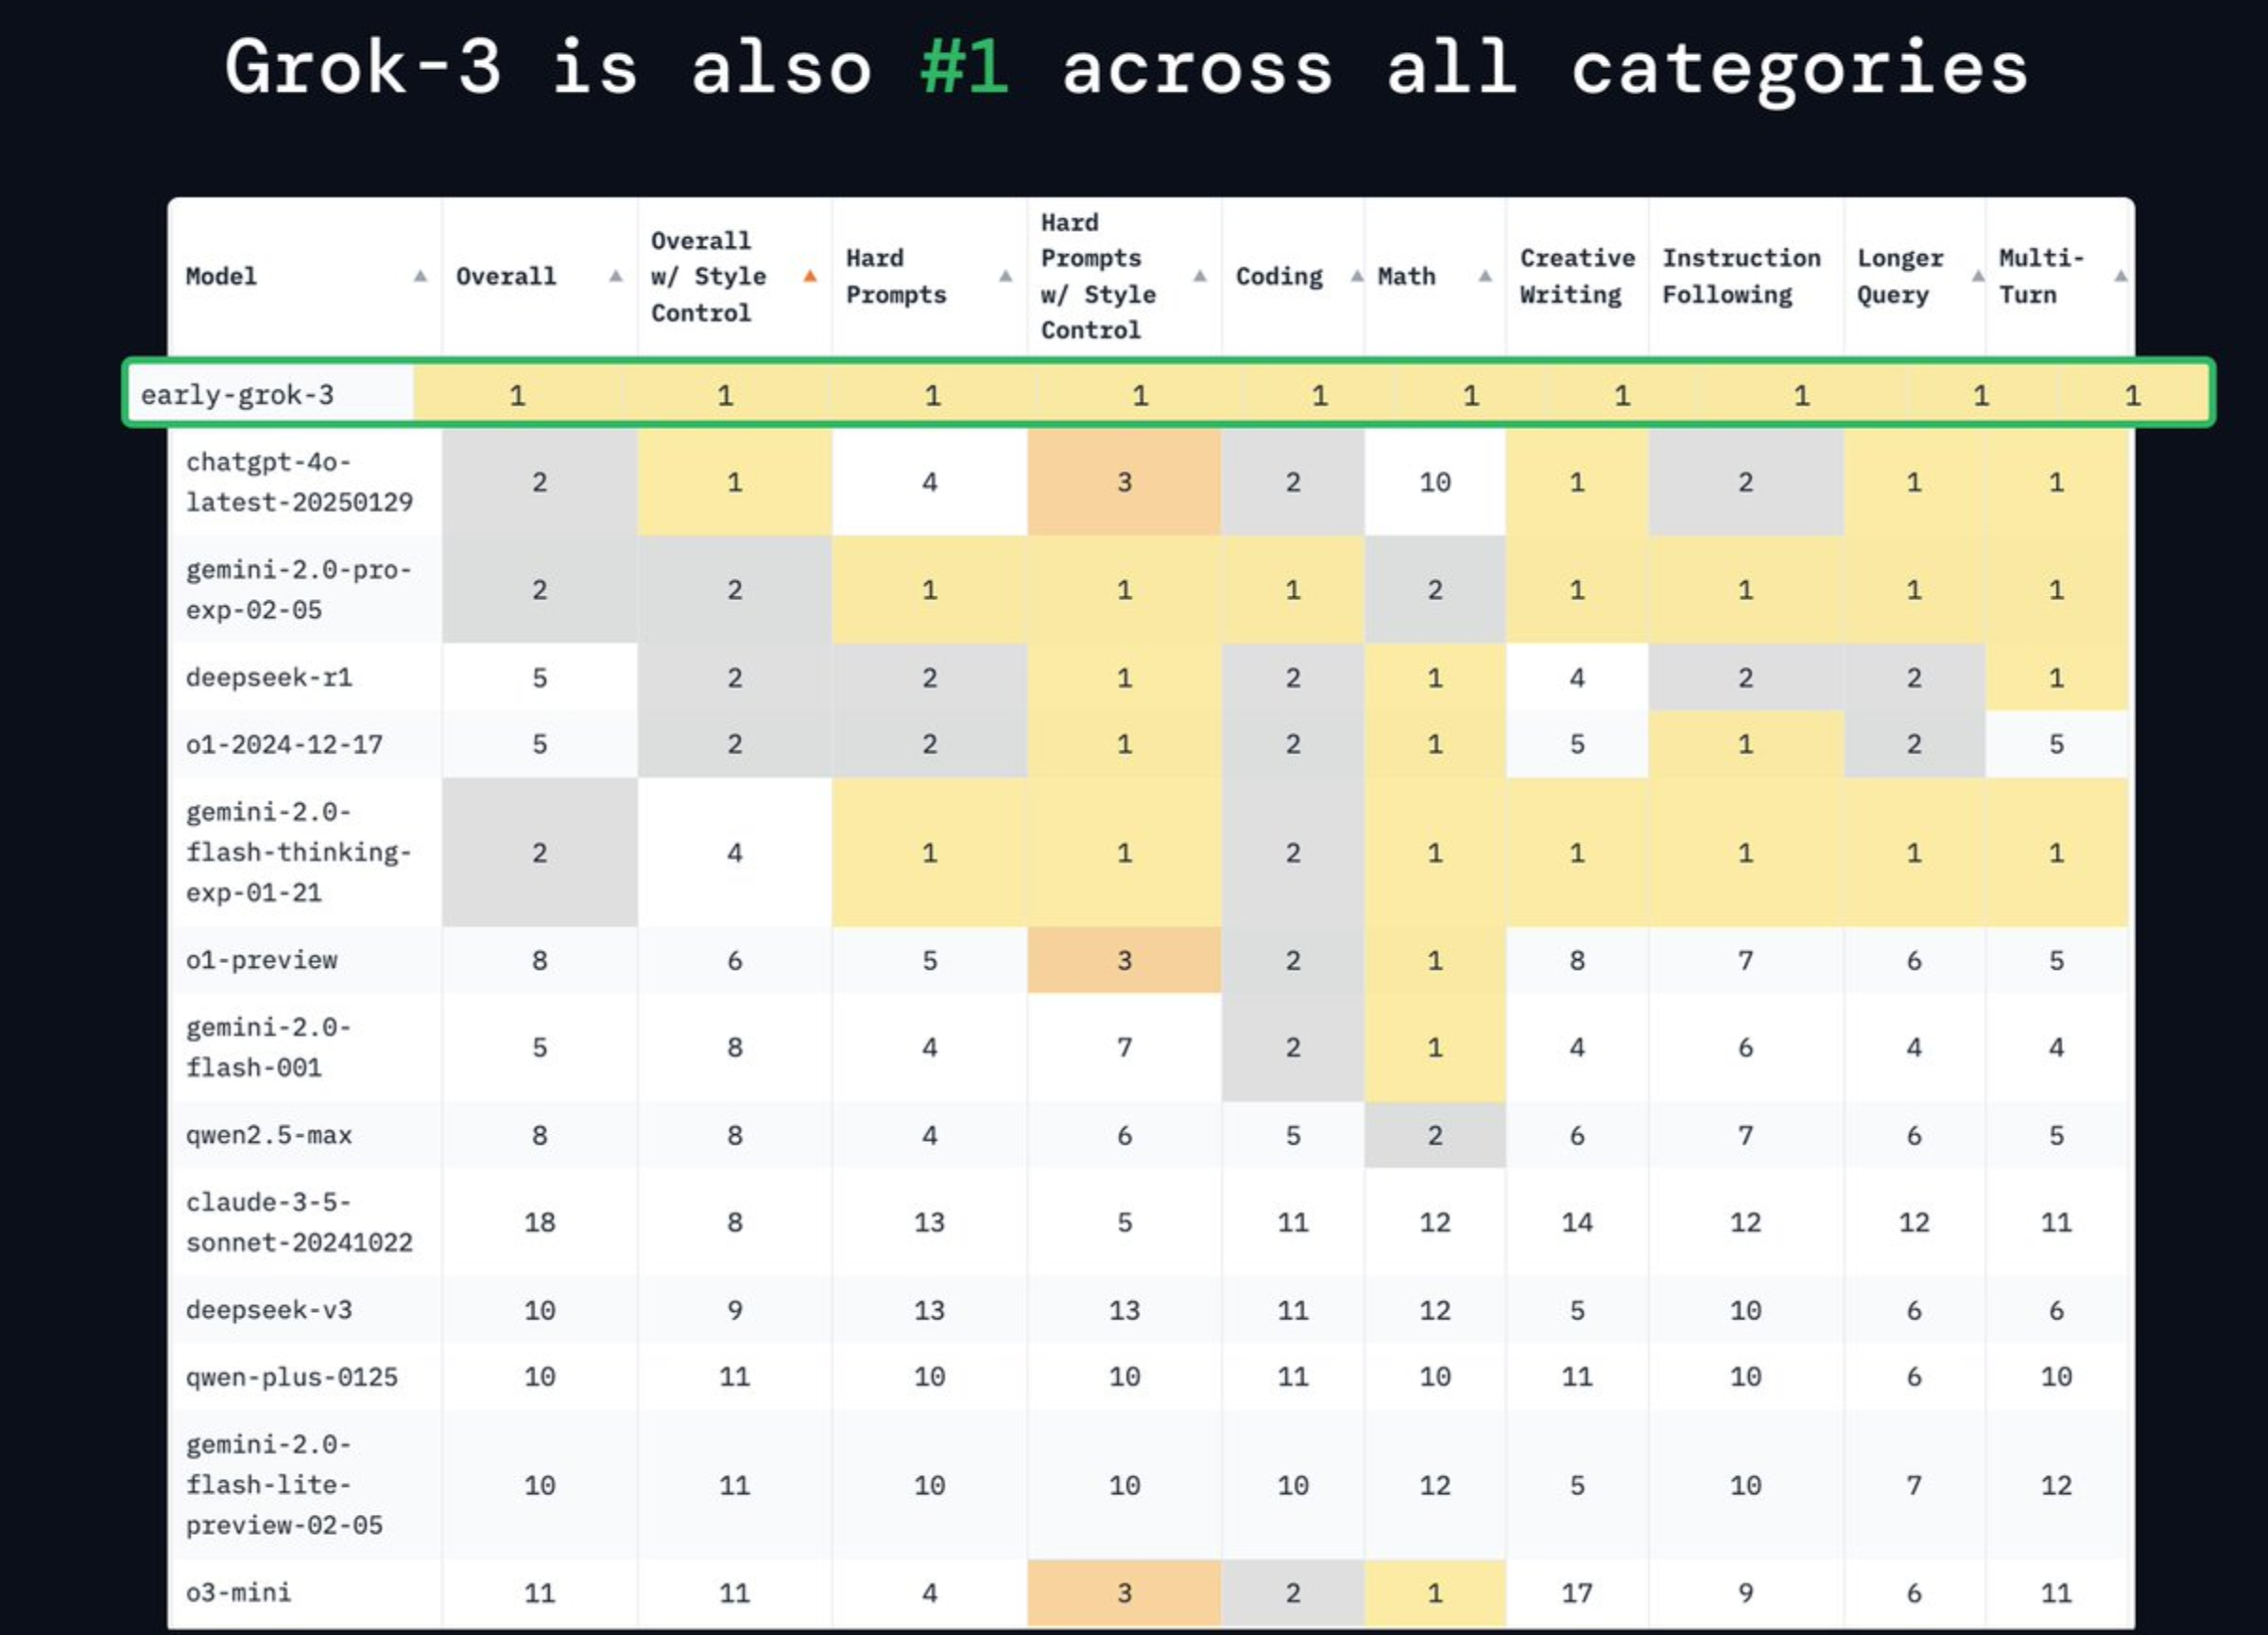 Grok-3 is also #1 across all categories
Model Overall Overall w/ Style Control Hard Prompts Hard Prompts w/ Style Control Coding Math Creative Writing Instruction Following Longer Query Multi-Turn
early-grok-3 1 1 1 1 1 1 1 1 1 1
chatgpt-4o-latest-20250129 2 1 4 3 2 10 1 2 1 1
gemini-2.0-pro-exp-02-05 2 2 1 1 1 2 1 1 1 1
deepseek-r1 5 2 2 1 2 1 4 2 2 1
o1-2024-12-17 5 2 2 1 2 1 5 1 2 5
gemini-2.0-flash-thinking-exp-01-21 2 4 1 1 2 1 1 1 1 1
o1-preview 8 6 5 3 2 1 8 7 6 5
gemini-2.0-flash-001 5 8 4 7 2 1 4 6 4 4
qwen2.5-max 8 8 4 6 5 2 6 7 6 5
claude-3-5-sonnet-20241022 18 8 13 5 11 12 14 12 12 11
deepseek-v3 10 9 13 13 11 12 5 10 6 6
qwen-plus-0125 10 11 10 10 11 10 11 10 6 10
gemini-2.0-flash-lite-preview-02-05 10 11 10 10 10 12 5 10 7 12
o3-mini 11 11 4 3 2 1 17 9 6 11